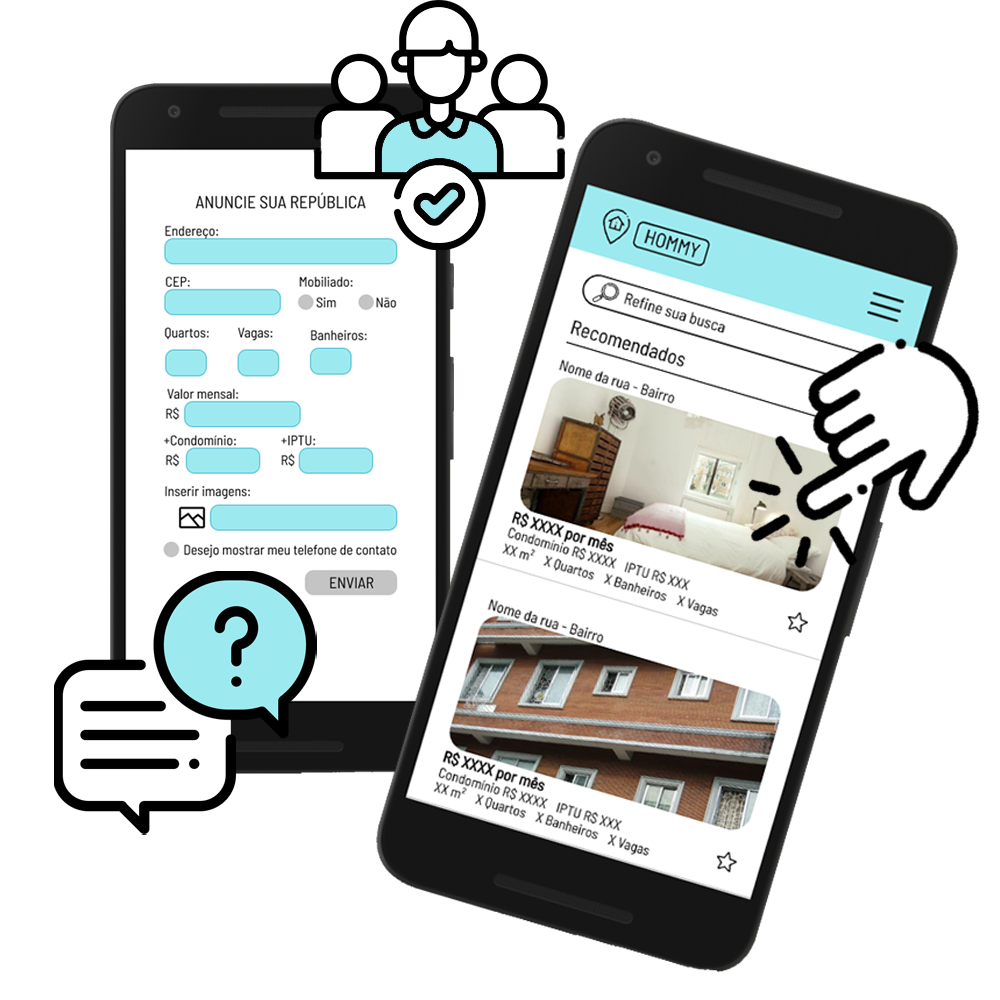 ANUNCIE SUA REPÚBLICA
Endereço:
CEP:
Mobiliado:
Sim
Não
Quartos:
Vagas:
Banheiros:
Valor mensal:
R$
+Condomínio:
+IPTU:
R$
R$
Inserir imagens:
Desejo mostrar meu telefone de contato
ENVIAR
?
HOMMY
Refine sua busca
Recomendados
Nome da rua - Bairro
R$ XXXX por mês
Condomínio R$ XXXX IPTU R$ XXX
XX m² X Quartos X Banheiros X Vagas
Nome da rua - Bairro
R$ XXXX por mês
Condomínio R$ XXXX IPTU R$ XXX
XX m² X Quartos X Banheiros X Vagas